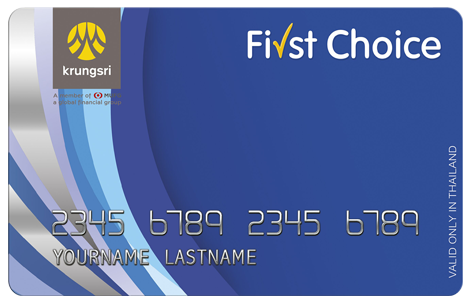 krungsri
A member of MUFG
a global financial group
First Choice
2345 6789 2345 6789
YOURNAME LASTNAME
VALID ONLY IN THAILAND